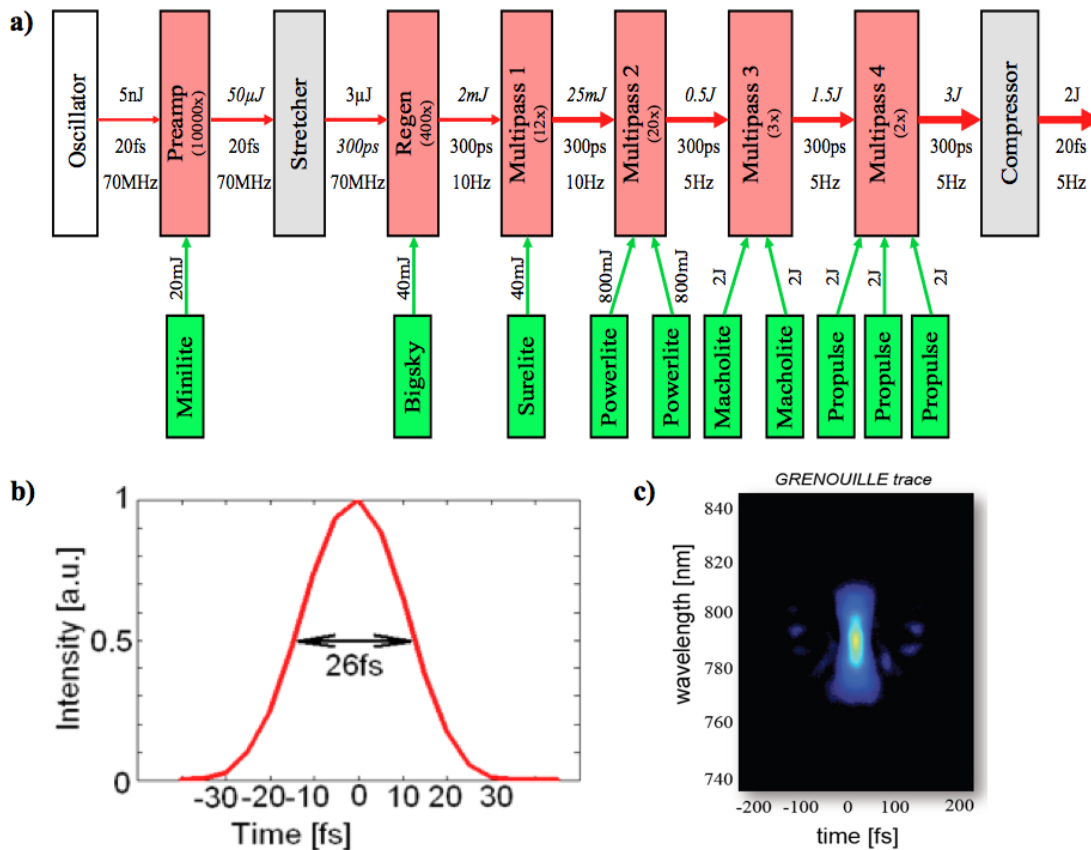 a)
Oscillator
5nJ
20fs
70MHz
Preamp
(10000x)
50µJ
20fs
70MHz
Stretcher
3µJ
300ps
70MHz
Regen
(400x)
2mJ
300ps
10Hz
Multipass 1
(12x)
25mJ
300ps
10Hz
Multipass 2
(20x)
0.5J
300ps
5Hz
Multipass 3
(3x)
1.5J
300ps
5Hz
Multipass 4
(2x)
3J
300ps
5Hz
Compressor
2J
20fs
5Hz
20mJ
40mJ
40mJ
800mJ
800mJ
2J
2J
2J
2J
2J
Minilite
Bigsky
Surelite
Powerlite
Powerlite
Macholite
Macholite
Propulse
Propulse
Propulse
b)
Intensity [a.u.]
1
0.5
0
26fs
-30 -20 -10 0 10 20 30
Time [fs]
c)
GRENOUILLE trace
wavelength [nm]
840
820
800
780
760
740
-200 -100 0 100 200
time [fs]